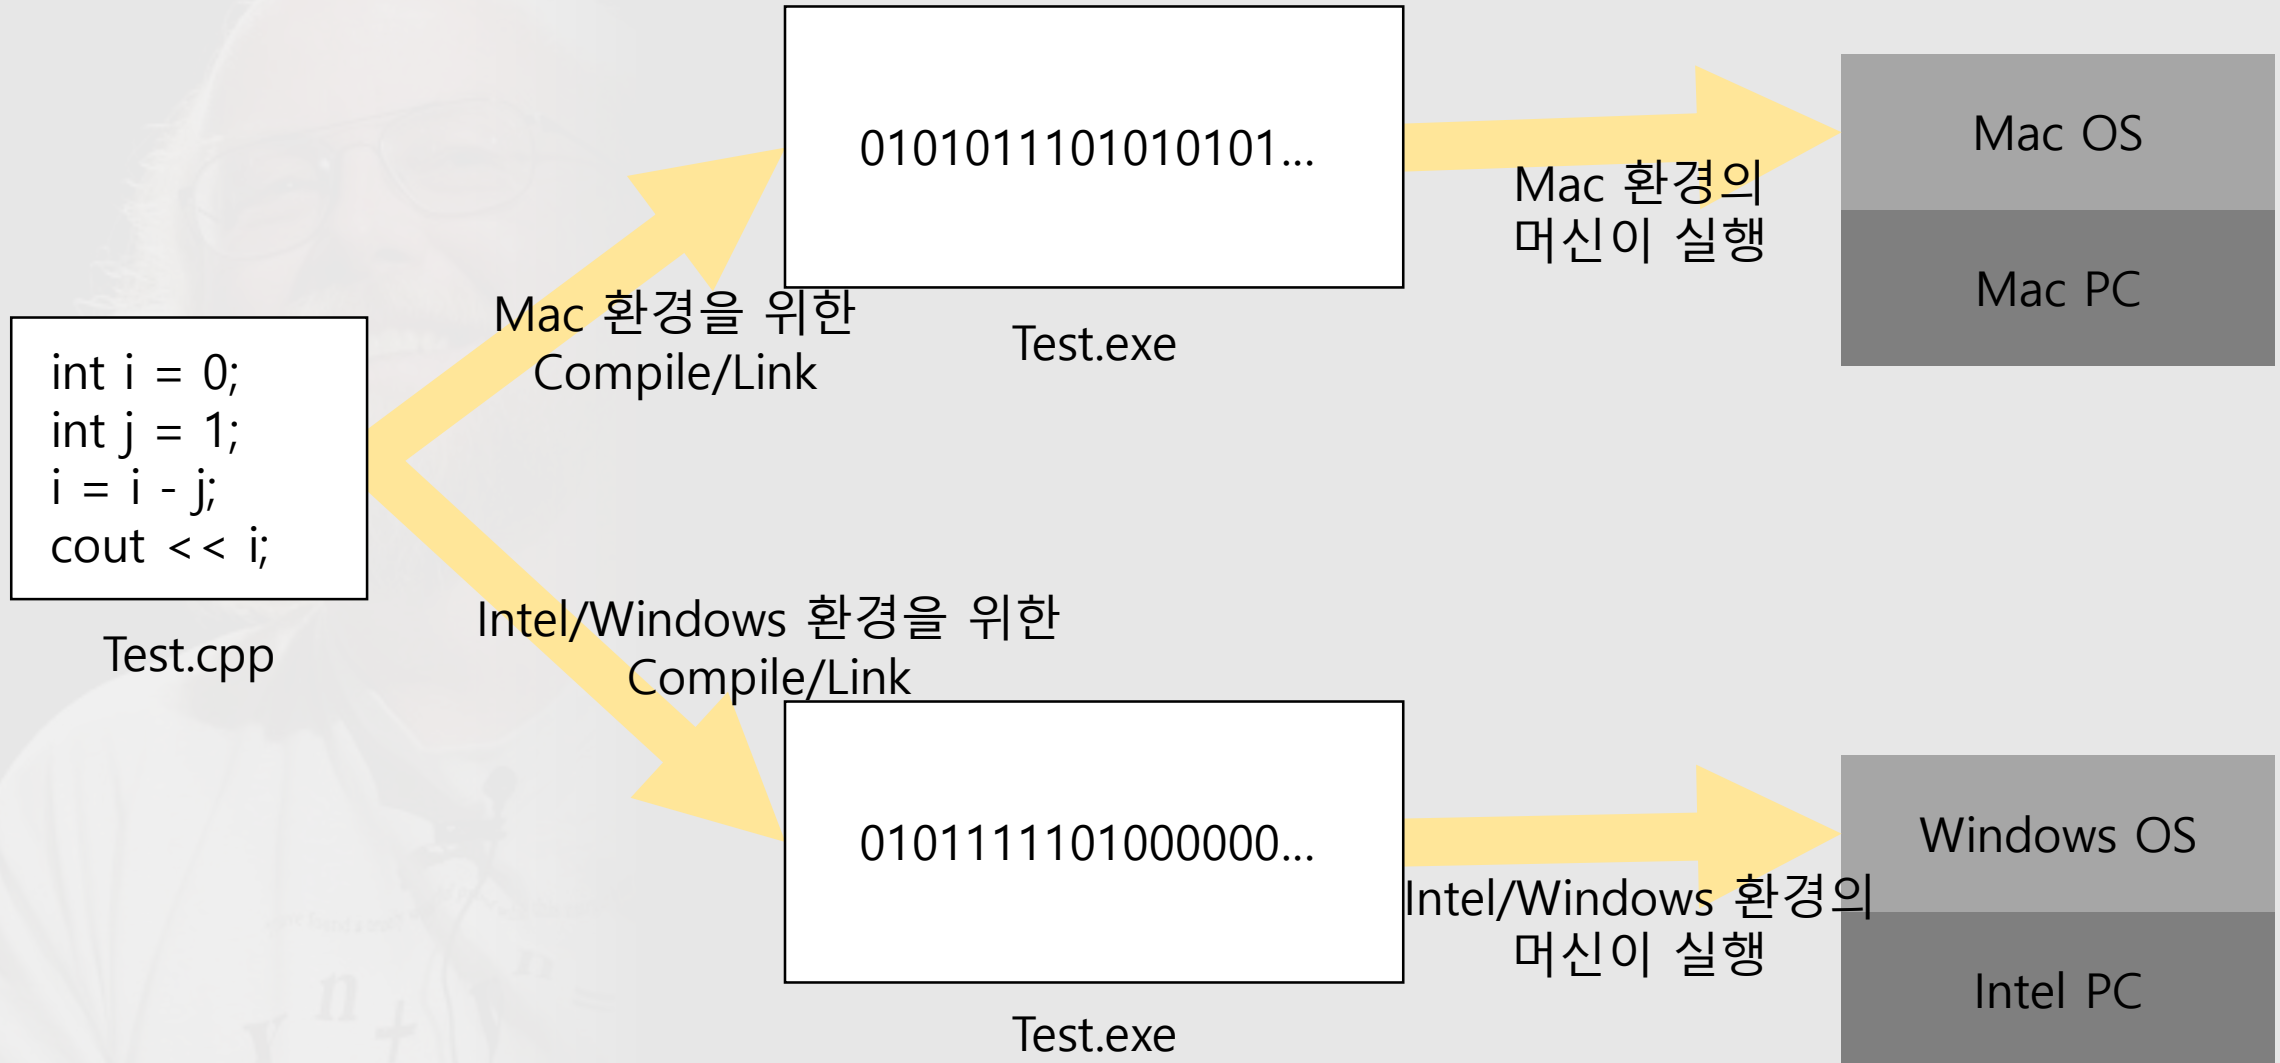 0101011101010101...
Test.exe
Mac 환경의
머신이 실행
Mac OS
Mac PC
Mac 환경을 위한
Compile/Link
int i = 0;
int j = 1;
i = i - j;
cout << i;
Test.cpp
Intel/Windows 환경을 위한
Compile/Link
0101111101000000...
Test.exe
Intel/Windows 환경의
머신이 실행
Windows OS
Intel PC